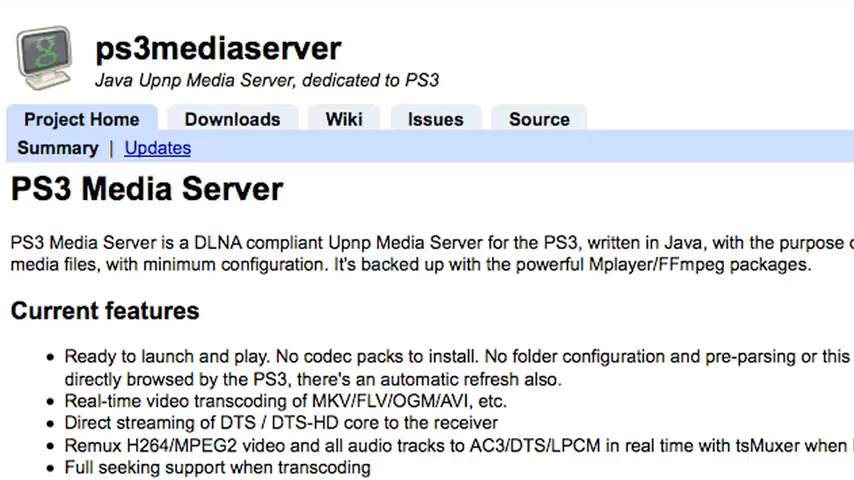 ps3mediaserver
Java Upnp Media Server, dedicated to PS3
Project Home Downloads Wiki Issues Source
Summary | Updates
PS3 Media Server
PS3 Media Server is a DLNA compliant Upnp Media Server for the PS3, written in Java, with the purpose
media files, with minimum configuration. It's backed up with the powerful Mplayer/FFmpeg packages.
Current features
• Ready to launch and play. No codec packs to install. No folder configuration and pre-parsing or this
directly browsed by the PS3, there's an automatic refresh also.
• Real-time video transcoding of MKV/FLV/OGM/AVI, etc.
• Direct streaming of DTS / DTS-HD core to the receiver
• Remux H264/MPEG2 video and all audio tracks to AC3/DTS/LPCM in real time with tsMuxer when
• Full seeking support when transcoding